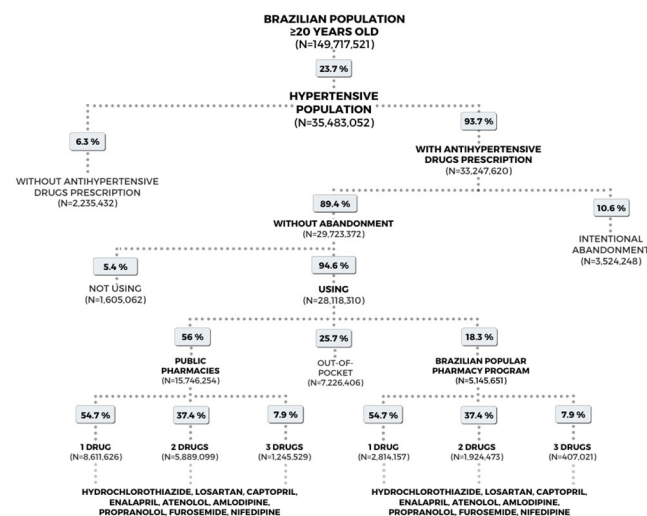 BRAZILIAN POPULATION
≥20 YEARS OLD
(N=149,717,521)
23.7 %
HYPERTENSIVE
POPULATION
(N=35,483,052)
6.3 %
93.7 %
WITHOUT ANTIHYPERTENSIVE
DRUGS PRESCRIPTION
(N=2,235,432)
WITH ANTIHYPERTENSIVE
DRUGS PRESCRIPTION
(N=33,247,620)
89.4 %
10.6 %
WITHOUT ABANDONMENT
(N=29,723,372)
INTENTIONAL
ABANDONMENT
(N=3,524,248)
5.4 %
94.6 %
NOT USING
(N=1,605,062)
USING
(N=28,118,310)
56 %
25.7 %
18.3 %
PUBLIC
PHARMACIES
(N=15,746,254)
OUT-OF-
POCKET
(N=7,226,406)
BRAZILIAN POPULAR
PHARMACY PROGRAM
(N=5,145,651)
54.7 %
37.4 %
7.9 %
54.7 %
37.4 %
7.9 %
1 DRUG
(N=8,611,626)
2 DRUGS
(N=5,889,099)
3 DRUGS
(N=1,245,529)
1 DRUG
(N=2,814,157)
2 DRUGS
(N=1,924,473)
3 DRUGS
(N=407,021)
HYDROCHLOROTHIAZIDE, LOSARTAN, CAPTOPRIL,
ENALAPRIL, ATENOLOL, AMLODIPINE,
PROPRANOLOL, FUROSEMIDE, NIFEDIPINE
HYDROCHLOROTHIAZIDE, LOSARTAN, CAPTOPRIL,
ENALAPRIL, ATENOLOL, AMLODIPINE,
PROPRANOLOL, FUROSEMIDE, NIFEDIPINE